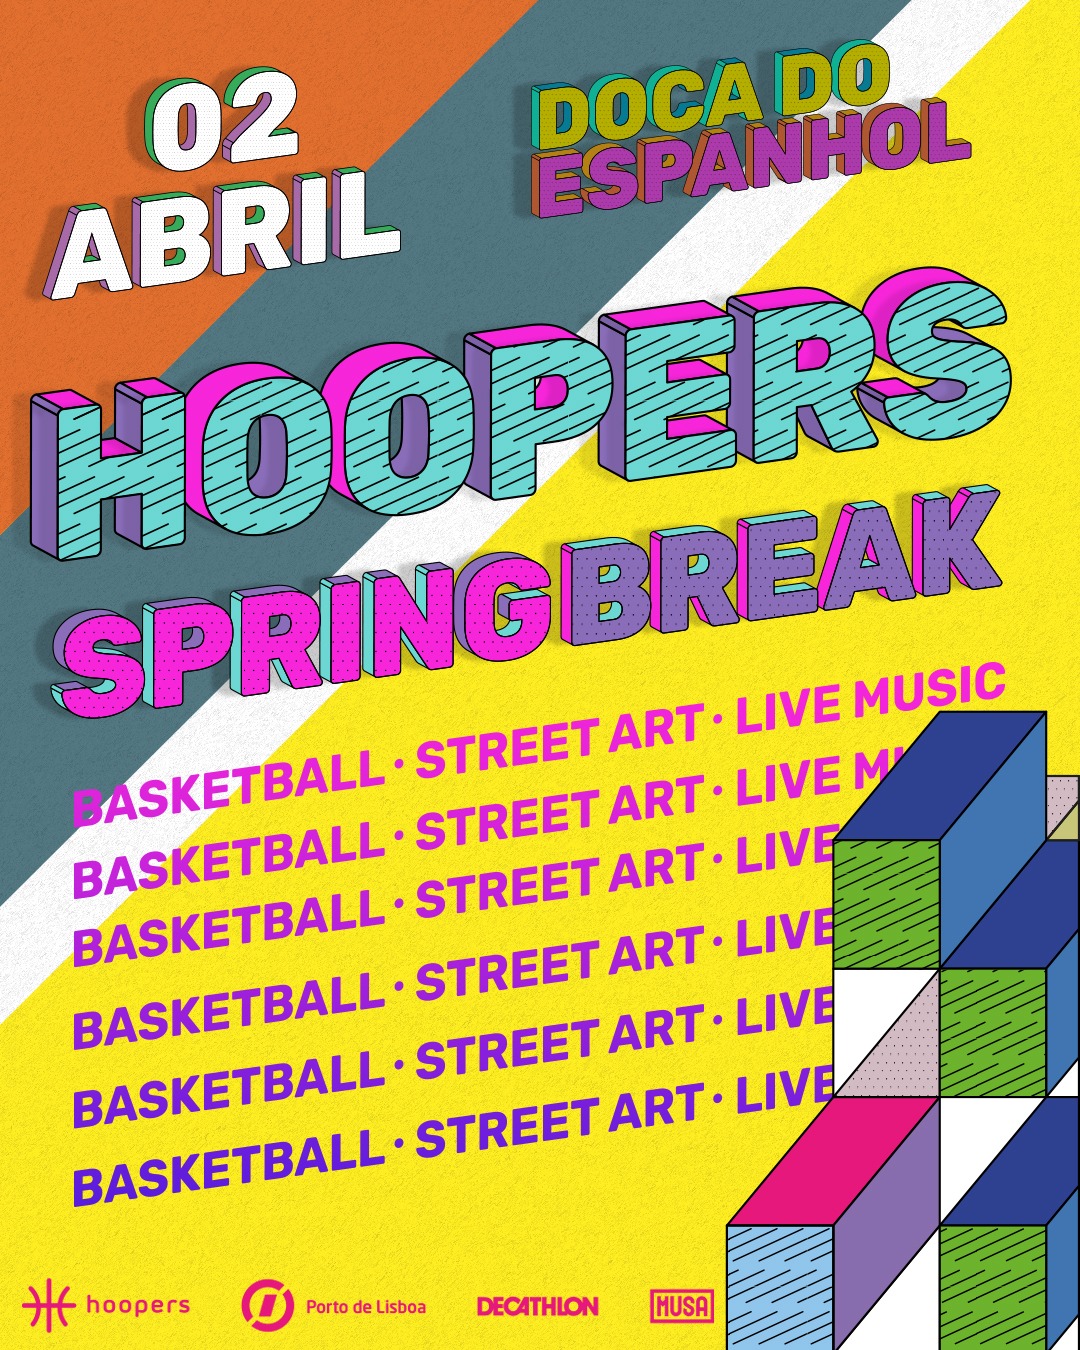 02
ABRIL
DOCA DO
ESPANHOL
HOOPERS
SPRING BREAK
BASKETBALL · STREET ART · LIVE MUSIC
BASKETBALL · STREET ART · LIVE
BASKETBALL · STREET ART · LIVE
BASKETBALL · STREET ART · LIVE
BASKETBALL · STREET ART · LIVE
BASKETBALL · STREET ART · LIVE
hoopers
Porto de Lisboa
DECATHLON
MUSA